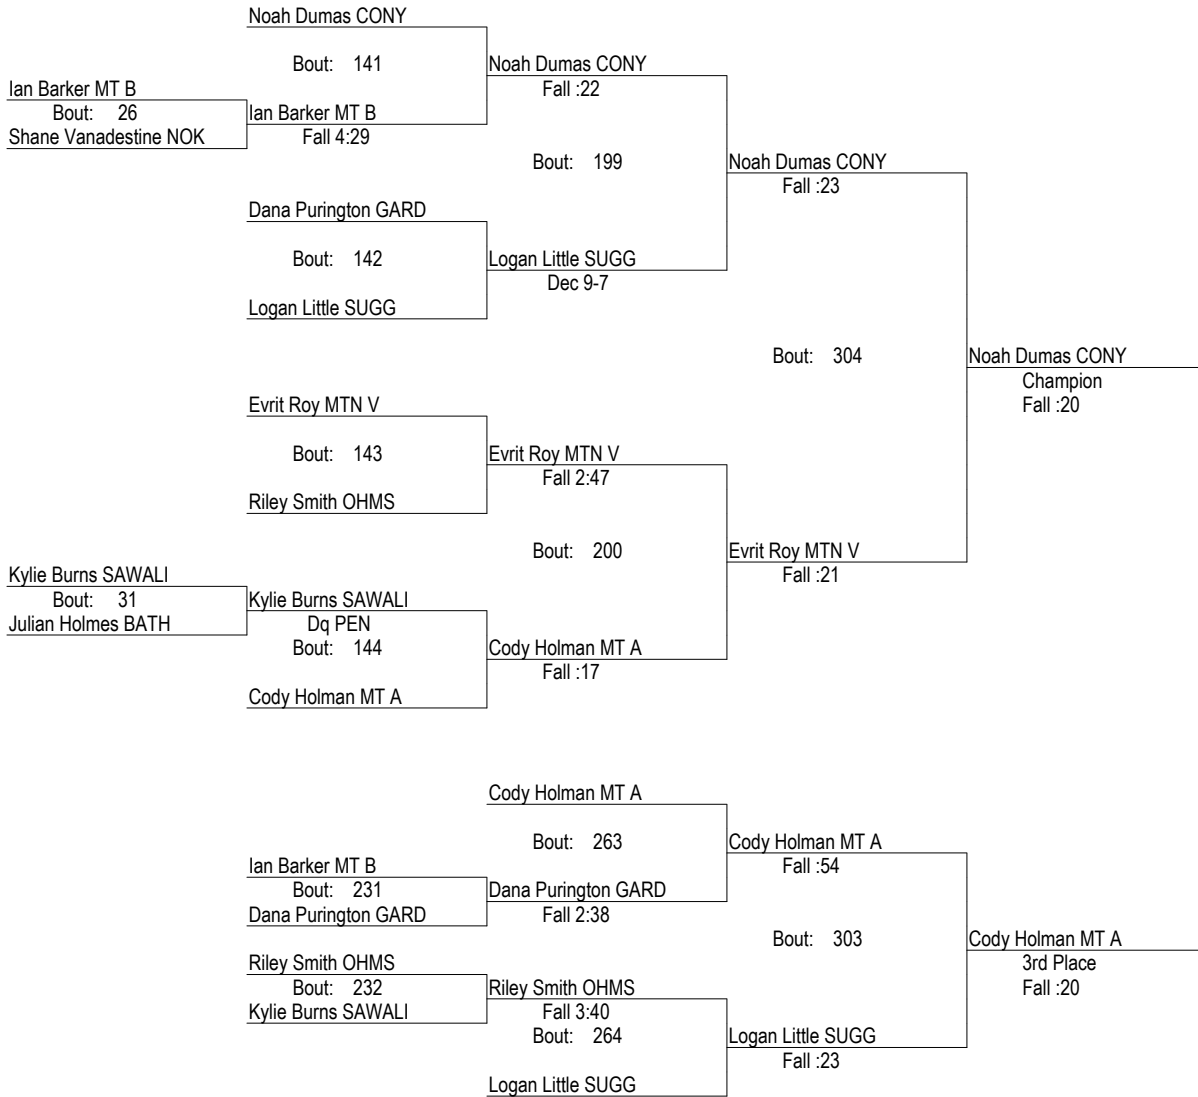 Noah Dumas CONY
Bout: 141
Noah Dumas CONY
Fall :22
Ian Barker MT B
Bout: 26
Ian Barker MT B
Shane Vanadestine NOK
Fall 4:29
Bout: 199
Noah Dumas CONY
Fall :23
Dana Purington GARD
Bout: 142
Logan Little SUGG
Dec 9-7
Logan Little SUGG
Bout: 304
Noah Dumas CONY
Champion
Fall :20
Evrit Roy MTN V
Bout: 143
Evrit Roy MTN V
Fall 2:47
Riley Smith OHMS
Bout: 200
Evrit Roy MTN V
Fall :21
Kylie Burns SAWALI
Bout: 31
Kylie Burns SAWALI
Julian Holmes BATH
Dq PEN
Bout: 144
Cody Holman MT A
Fall :17
Cody Holman MT A
Cody Holman MT A
Bout: 263
Cody Holman MT A
Fall :54
Ian Barker MT B
Bout: 231
Dana Purington GARD
Dana Purington GARD
Fall 2:38
Bout: 303
Cody Holman MT A
3rd Place
Fall :20
Riley Smith OHMS
Bout: 232
Riley Smith OHMS
Kylie Burns SAWALI
Fall 3:40
Bout: 264
Logan Little SUGG
Fall :23
Logan Little SUGG